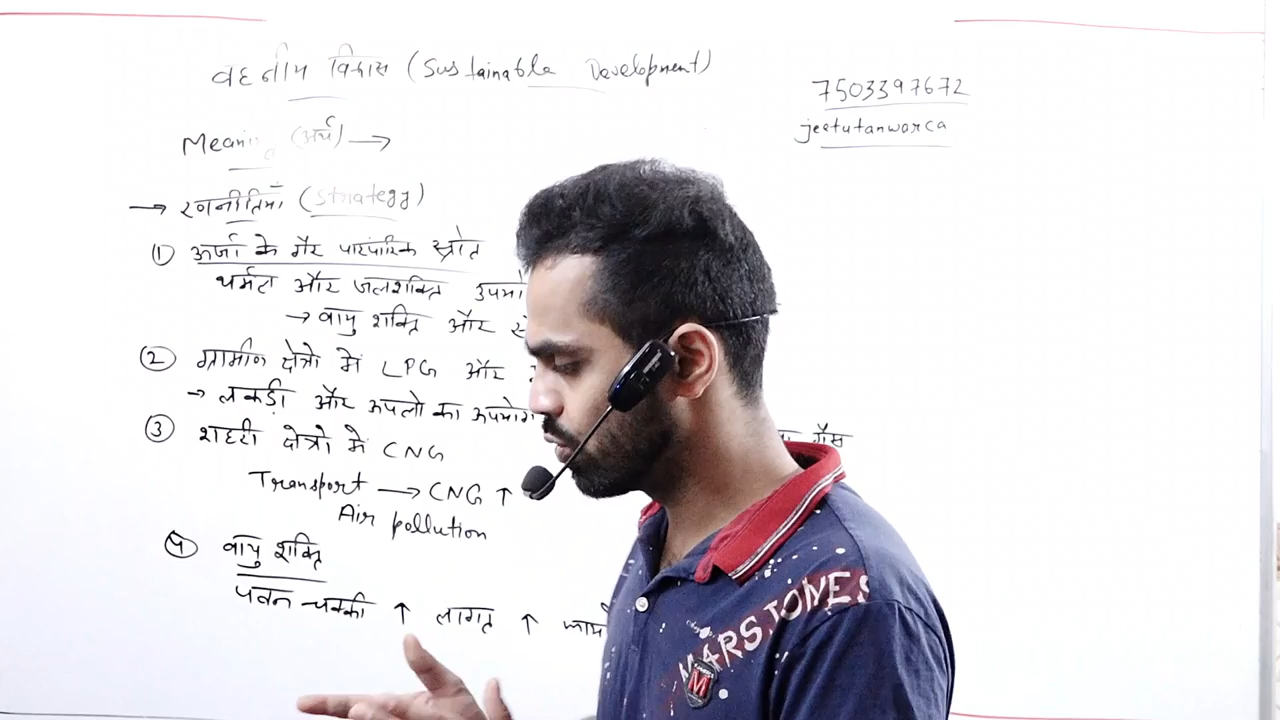 वहनीय विकास (Sustainable Development)
7503397672
jeetutanwarca
Meaning (अर्थ) →
→ रणनीतियाँ (Strategy)
① ऊर्जा के गैर पारंपरिक स्रोत
थर्मल और जलशक्ति
→ वायु शक्ति और
② ग्रामीण क्षेत्रो में LPG और
→ लकड़ी और उपलो का उपयोग
गैस
③ शहरी क्षेत्रो में CNG
Transport → CNG ↑
Air pollution
④ वायु शक्ति
पवन चक्की ↑ लागत ↑
MARSTONES
M